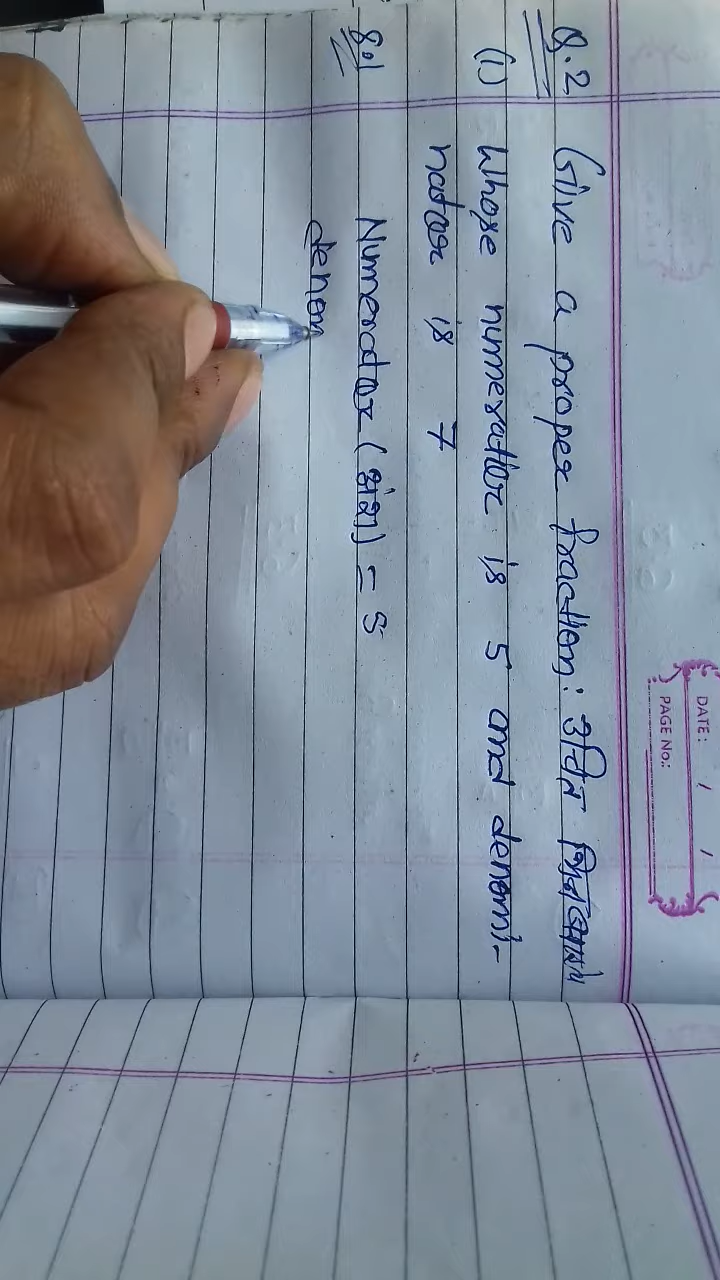 DATE: / /
PAGE No.:
Q.2 Give a proper fraction: उचित भिन्न
(i) Whose numerator is 5 and denomi-
nator is 7
Numerator (अंश) = 5
denom